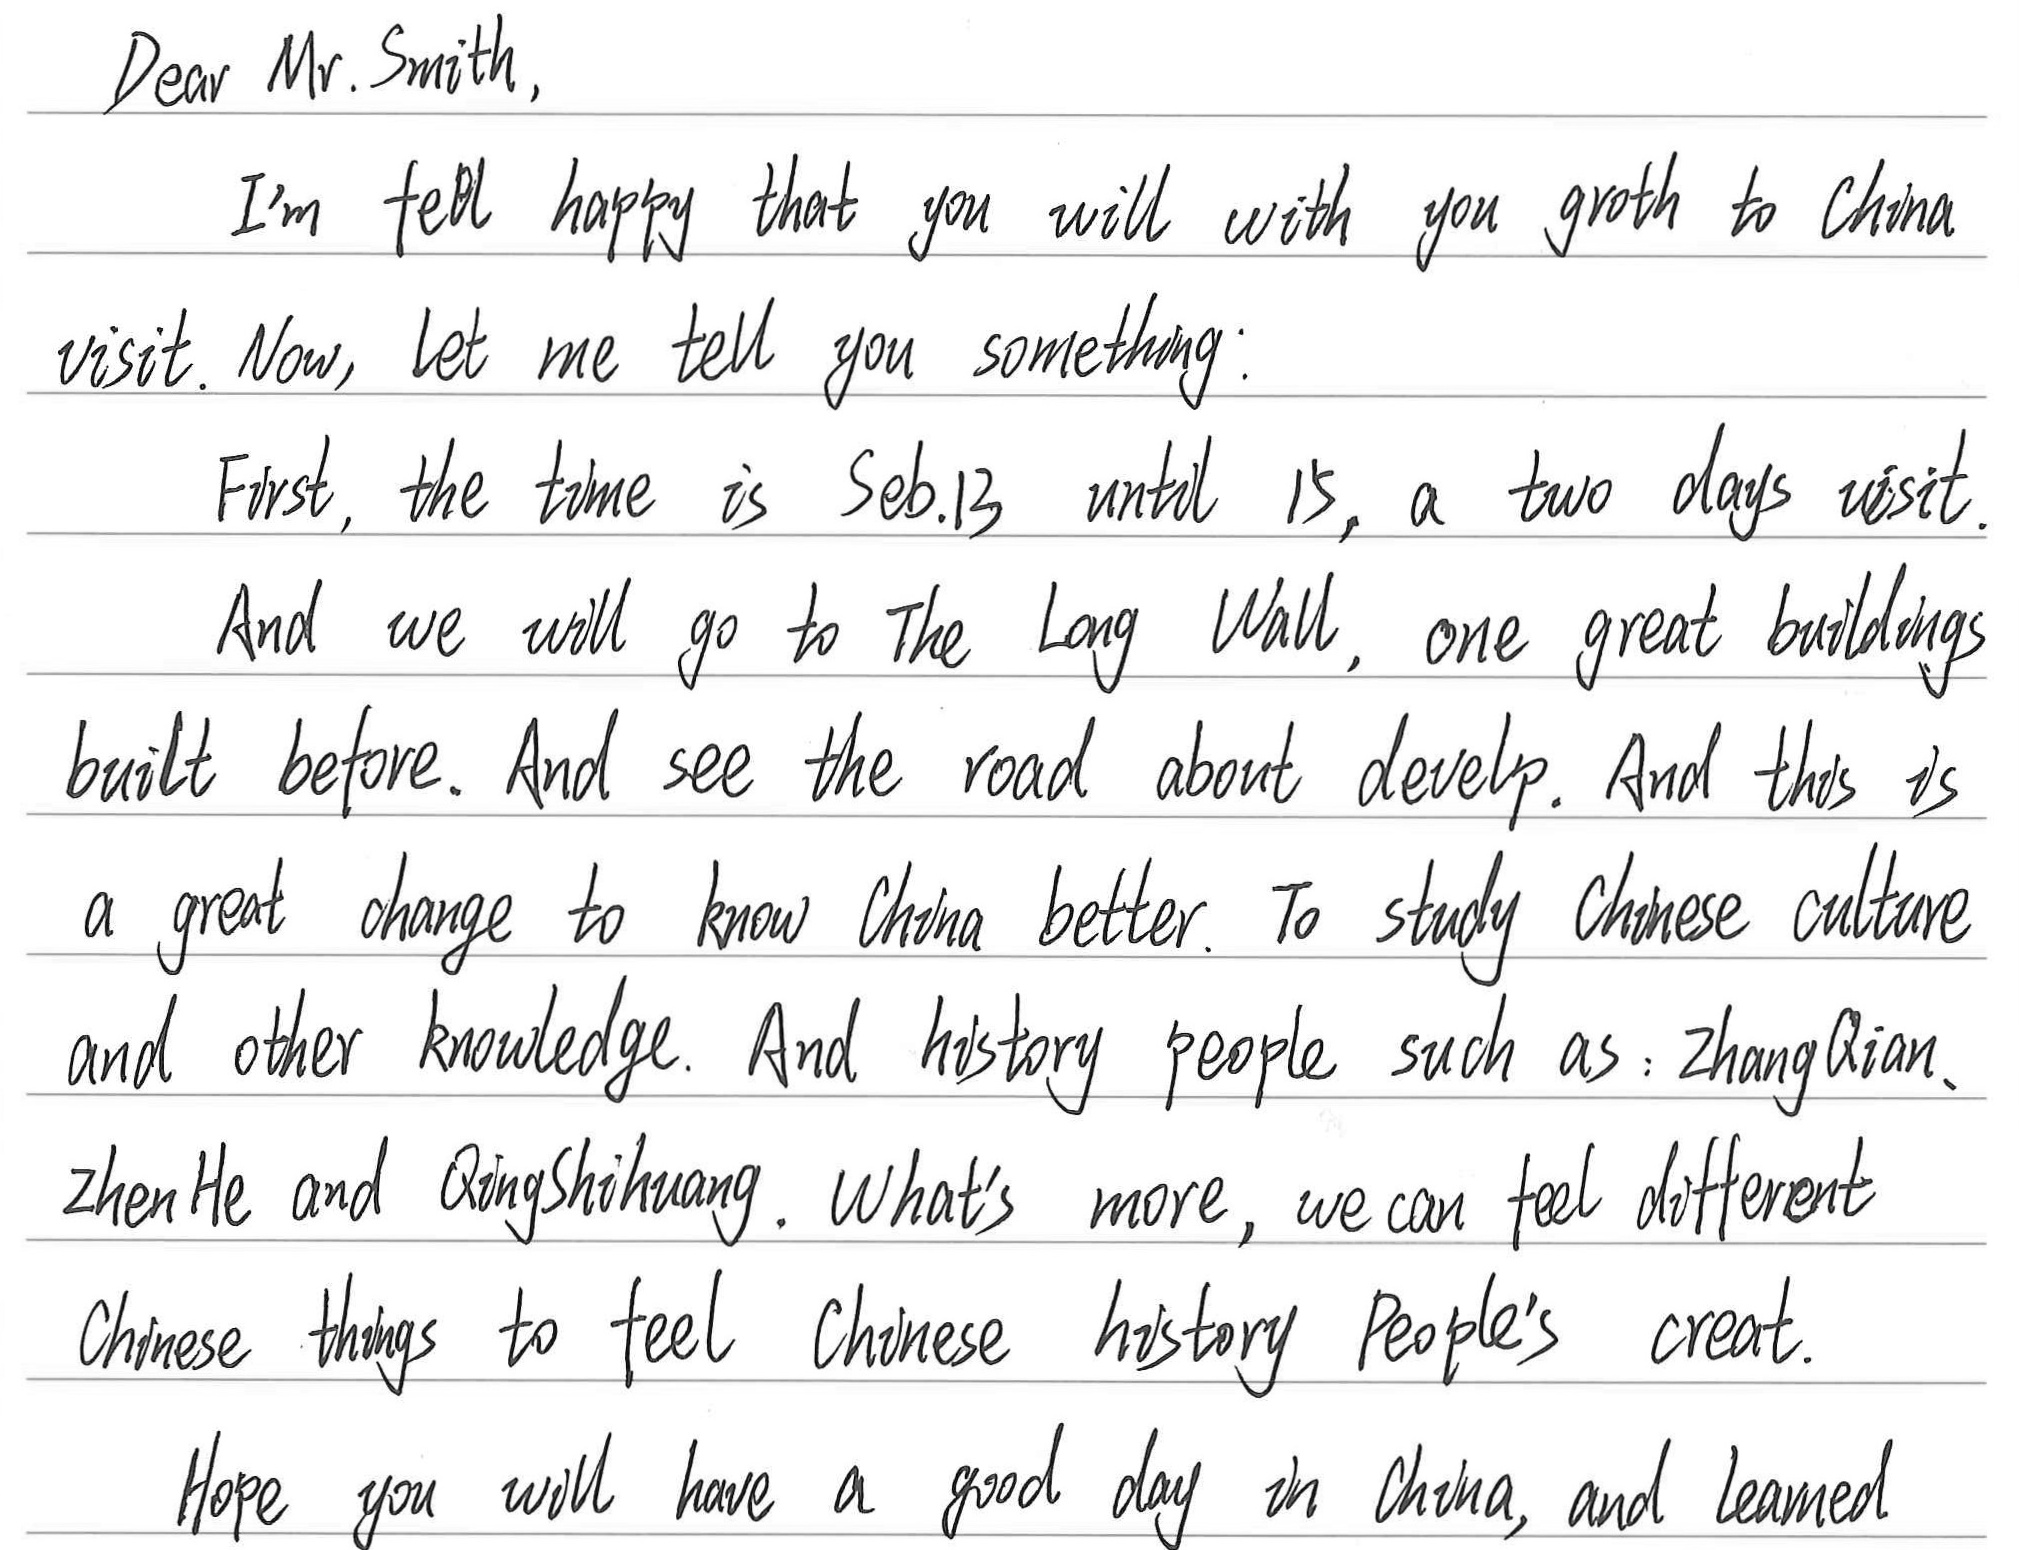 Dear Mr. Smith,
I'm feel happy that you will with you groth to China
visit. Now, let me tell you something:
First, the time is Seb.13 until 15, a two days visit.
And we will go to The Long Wall, one great buildings
built before. And see the road about develp. And this is
a great change to know China better. To study Chinese culture
and other knowledge. And history people such as: ZhangQian、
ZhenHe and QingShihuang. What's more, we can feel different
Chinese things to feel Chinese history People's creat.
Hope you will have a good day in China, and learned